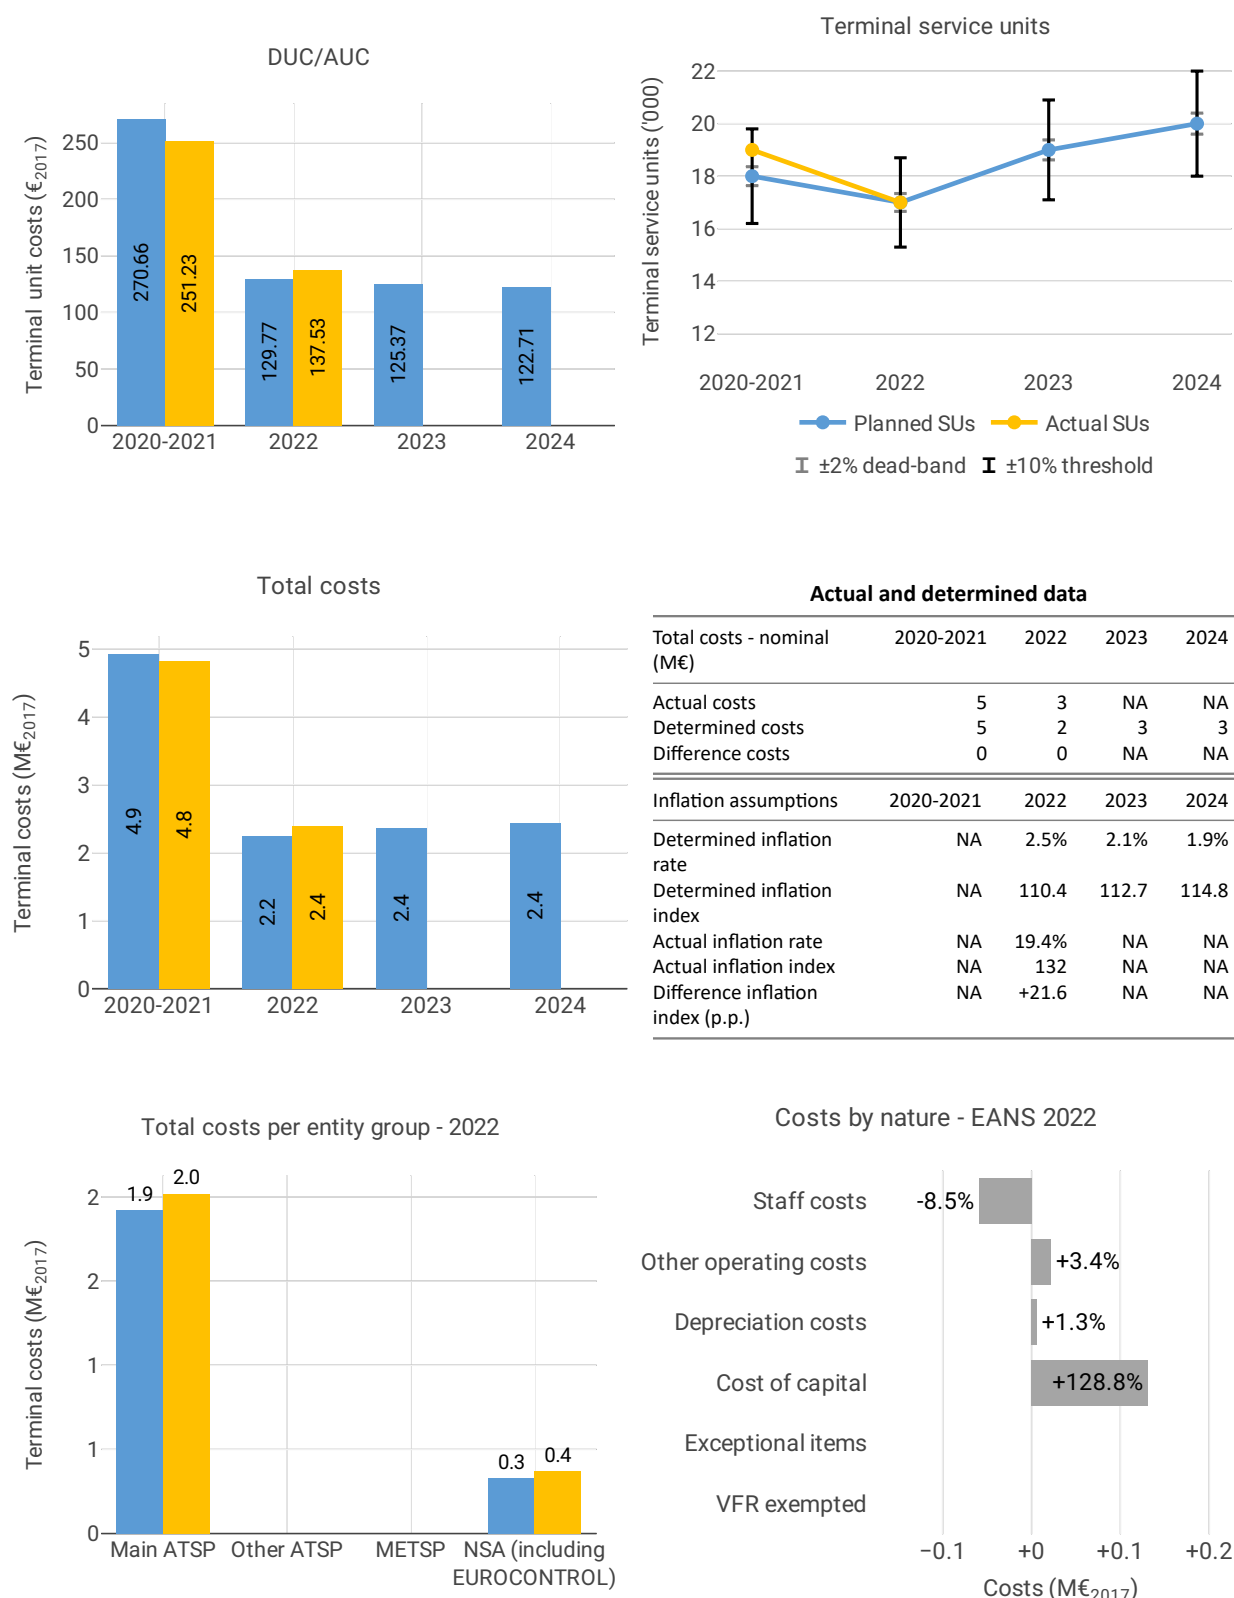 DUC/AUC
Terminal unit costs (€2017)
250
200
150
100
50
0
270.66
251.23
129.77
137.53
125.37
122.71
2020-2021
2022
2023
2024
Terminal service units
Terminal service units ('000)
22
20
18
16
14
12
2020-2021
2022
2023
2024
Planned SUs
Actual SUs
±2% dead-band
±10% threshold
Total costs
Terminal costs (M€2017)
5
4
3
2
1
0
4.9
4.8
2.2
2.4
2.4
2.4
2020-2021
2022
2023
2024
Actual and determined data
Total costs - nominal 2020-2021 2022 2023 2024
(M€)
Actual costs 5 3 NA NA
Determined costs 5 2 3 3
Difference costs 0 0 NA NA
Inflation assumptions 2020-2021 2022 2023 2024
Determined inflation NA 2.5% 2.1% 1.9%
rate
Determined inflation NA 110.4 112.7 114.8
index
Actual inflation rate NA 19.4% NA NA
Actual inflation index NA 132 NA NA
Difference inflation NA +21.6 NA NA
index (p.p.)
Total costs per entity group - 2022
Terminal costs (M€2017)
2
2
1
1
0
1.9
2.0
0.3
0.4
Main ATSP
Other ATSP
METSP
NSA (including
EUROCONTROL)
Costs by nature - EANS 2022
Staff costs
-8.5%
Other operating costs
+3.4%
Depreciation costs
+1.3%
Cost of capital
+128.8%
Exceptional items
VFR exempted
−0.1
+0
+0.1
+0.2
Costs (M€2017)